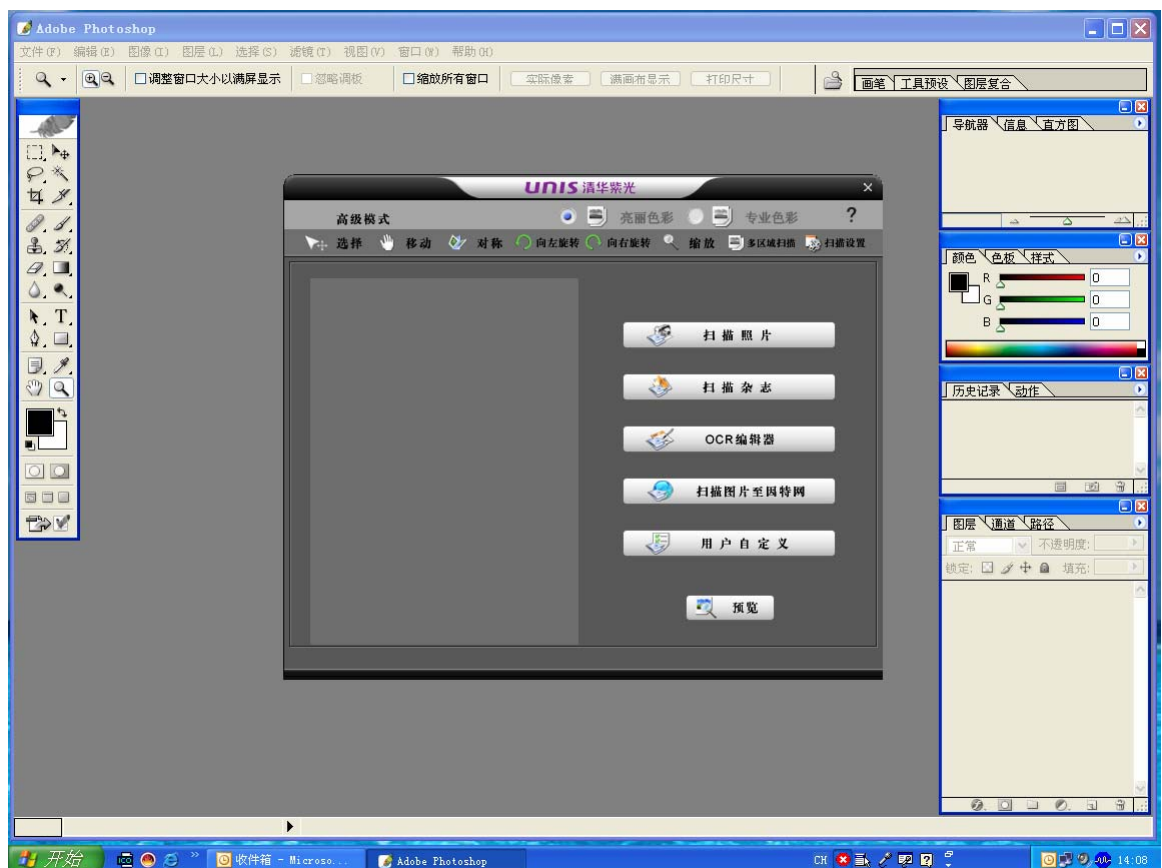 Adobe Photoshop
文件(F) 编辑(E) 图像(I) 图层(L) 选择(S) 滤镜(T) 视图(V) 窗口(W) 帮助(H)
调整窗口大小以满屏显示 忽略调板 缩放所有窗口 实际像素 满画布显示 打印尺寸 画笔 工具预设 图层复合
导航器 信息 直方图
UNIS 清华紫光
高级模式 亮丽色彩 专业色彩 ?
选择 移动 对称 向左旋转 向右旋转 缩放 多区域扫描 扫描设置
颜色 色板 样式
R 0
G 0
B 0
扫描照片
扫描杂志
OCR编辑器
扫描图片至因特网
用户自定义
预览
历史记录 动作
图层 通道 路径
正常 不透明度:
锁定: 填充:
开始 收件箱 - Microso... Adobe Photoshop CH 14:08